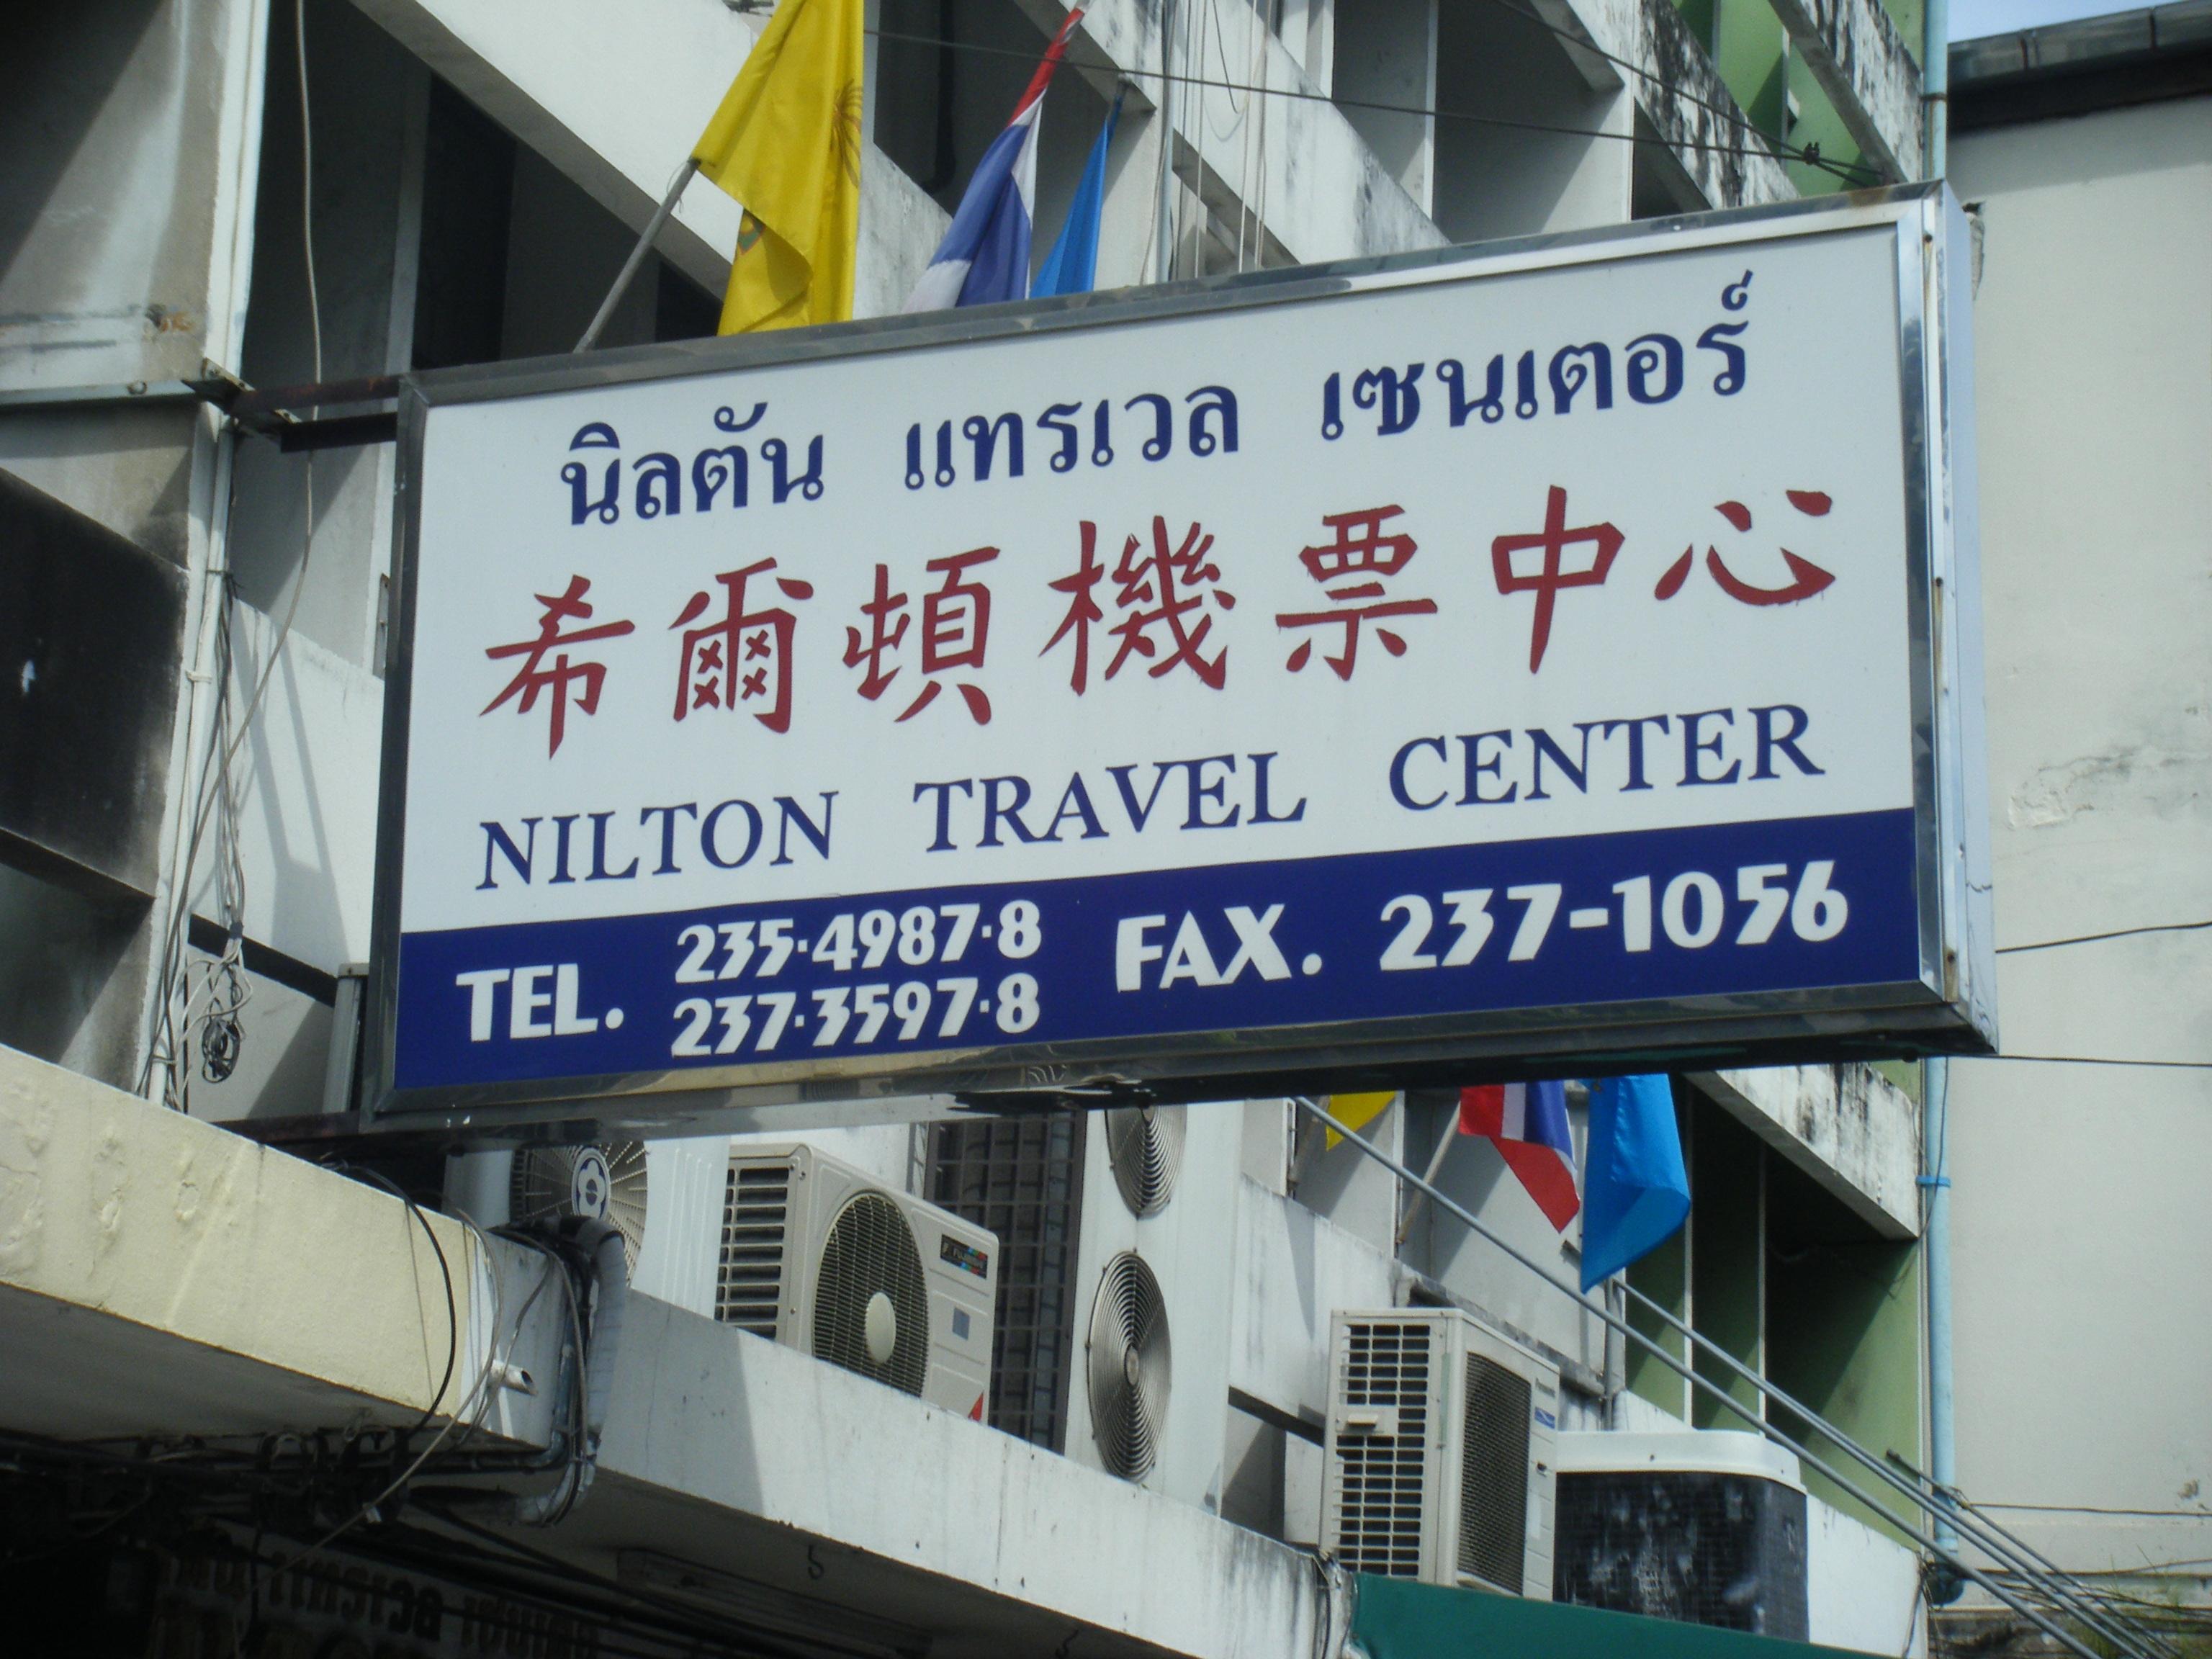 นิลตัน แทรเวล เซนเตอร์
希爾頓機票中心
NILTON TRAVEL CENTER
TEL. 235·4987·8 FAX. 237-1056
237·3597·8